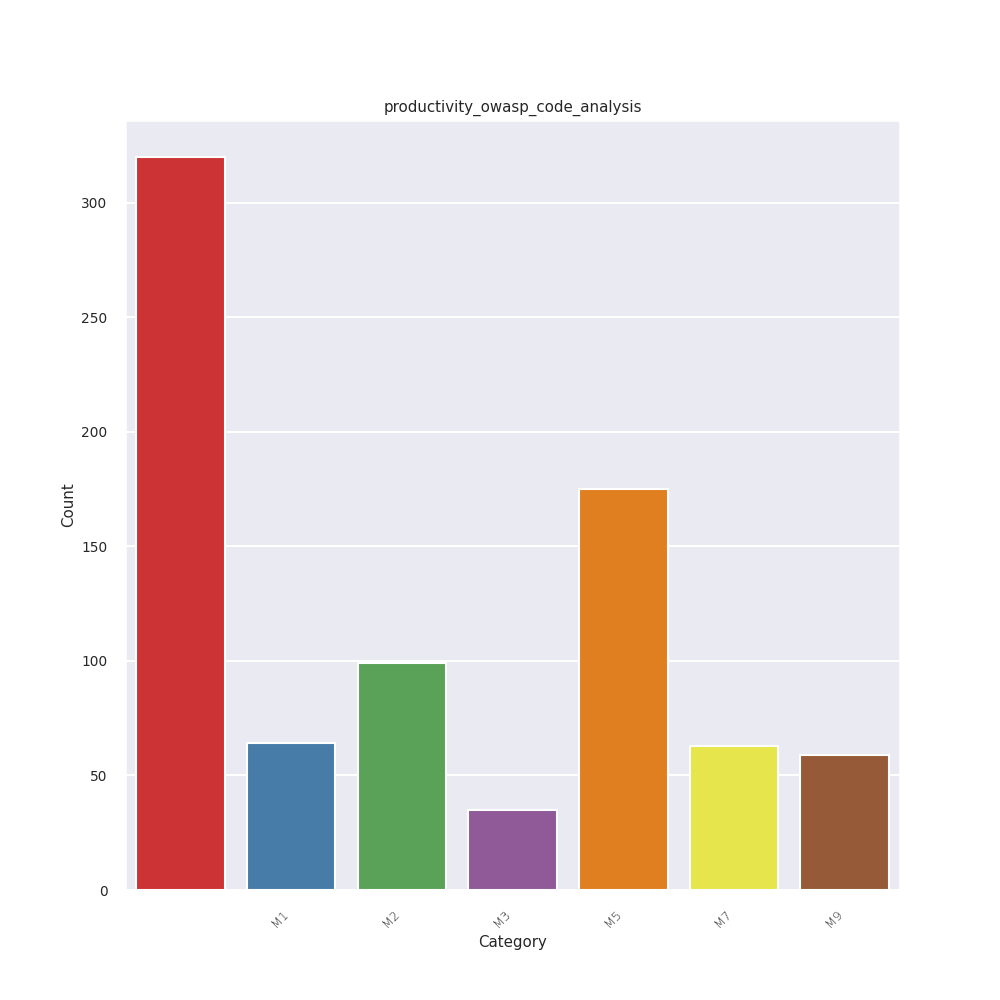 productivity_owasp_code_analysis
300
250
200
150
100
50
0
Count
M1
M2
M3
M5
M7
M9
Category